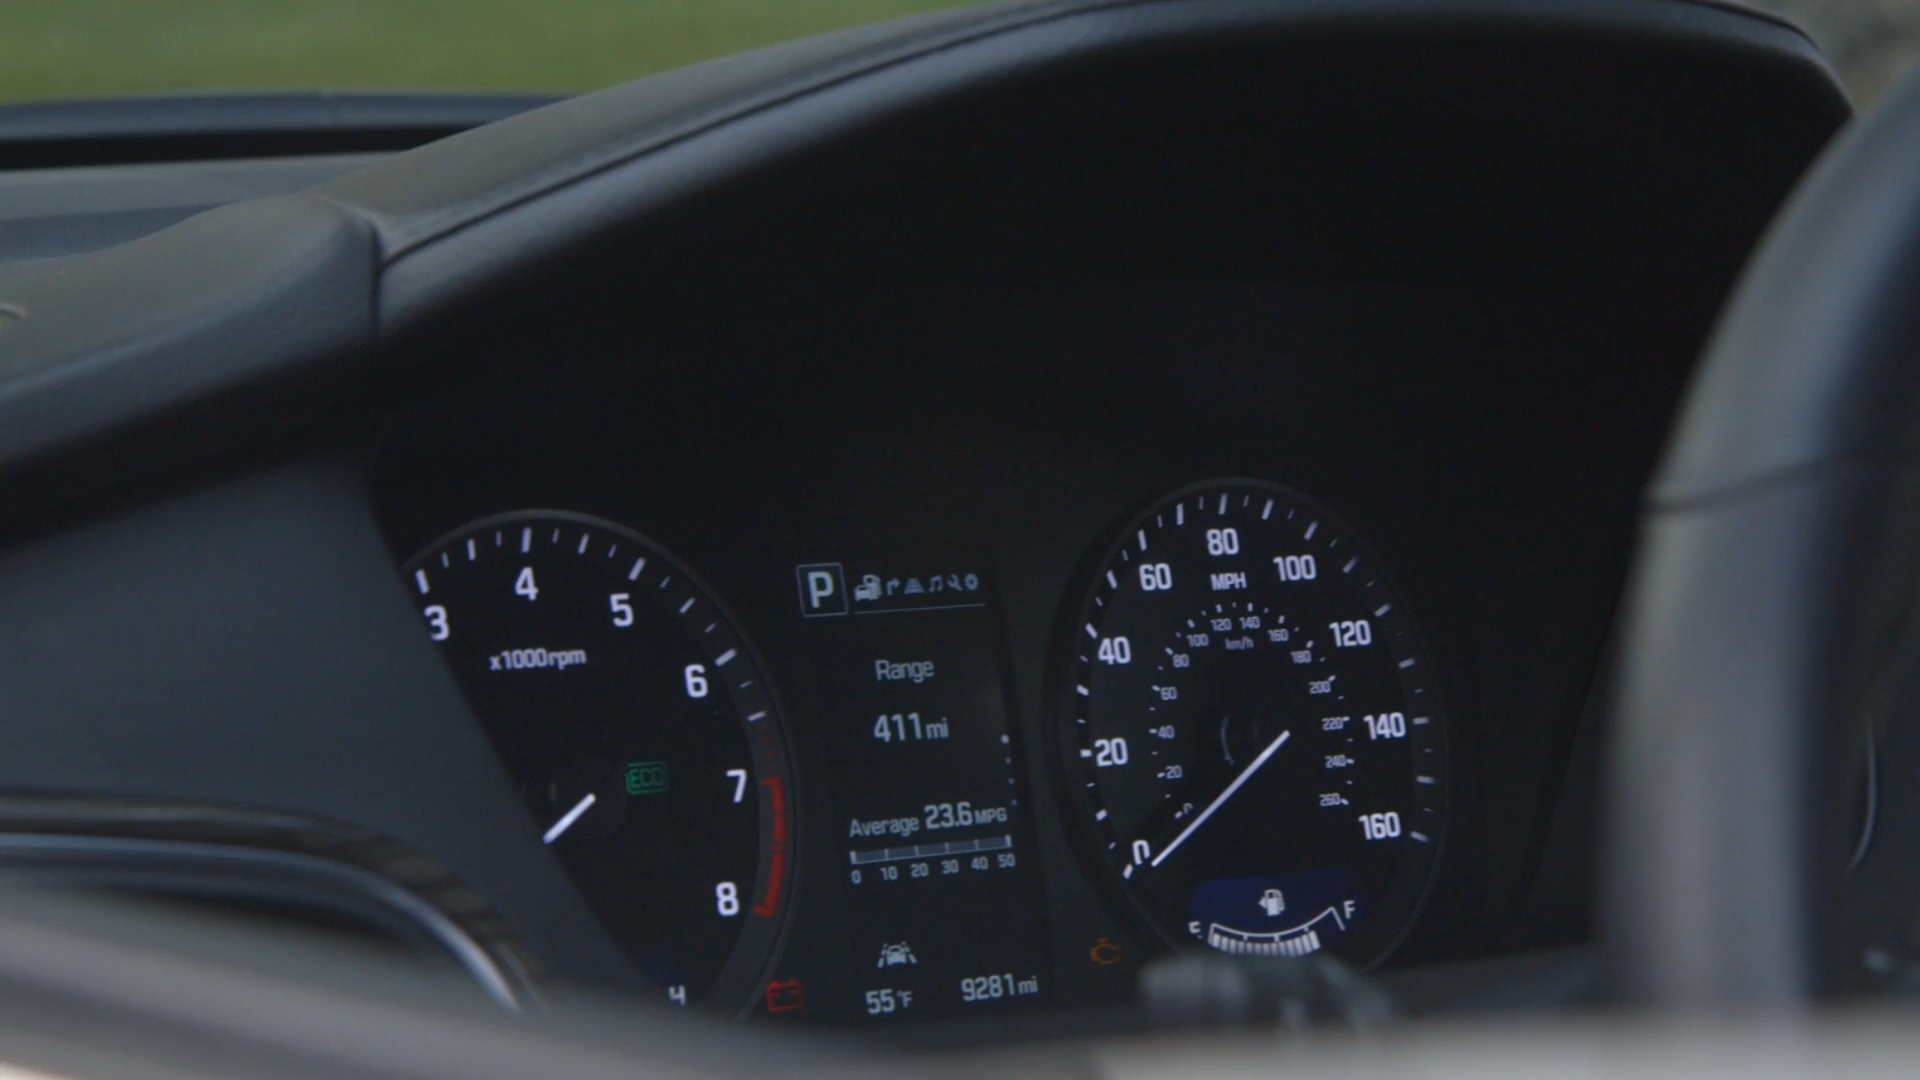 3
4
5
6
7
8
x1000rpm
ECO
H
P
Range
411mi
Average 23.6MPG
0 10 20 30 40 50
55°F
9281mi
0
20
40
60
80
100
120
140
160
MPH
0
20
40
60
80
100
120
140
160
180
200
220
240
260
km/h
E
F